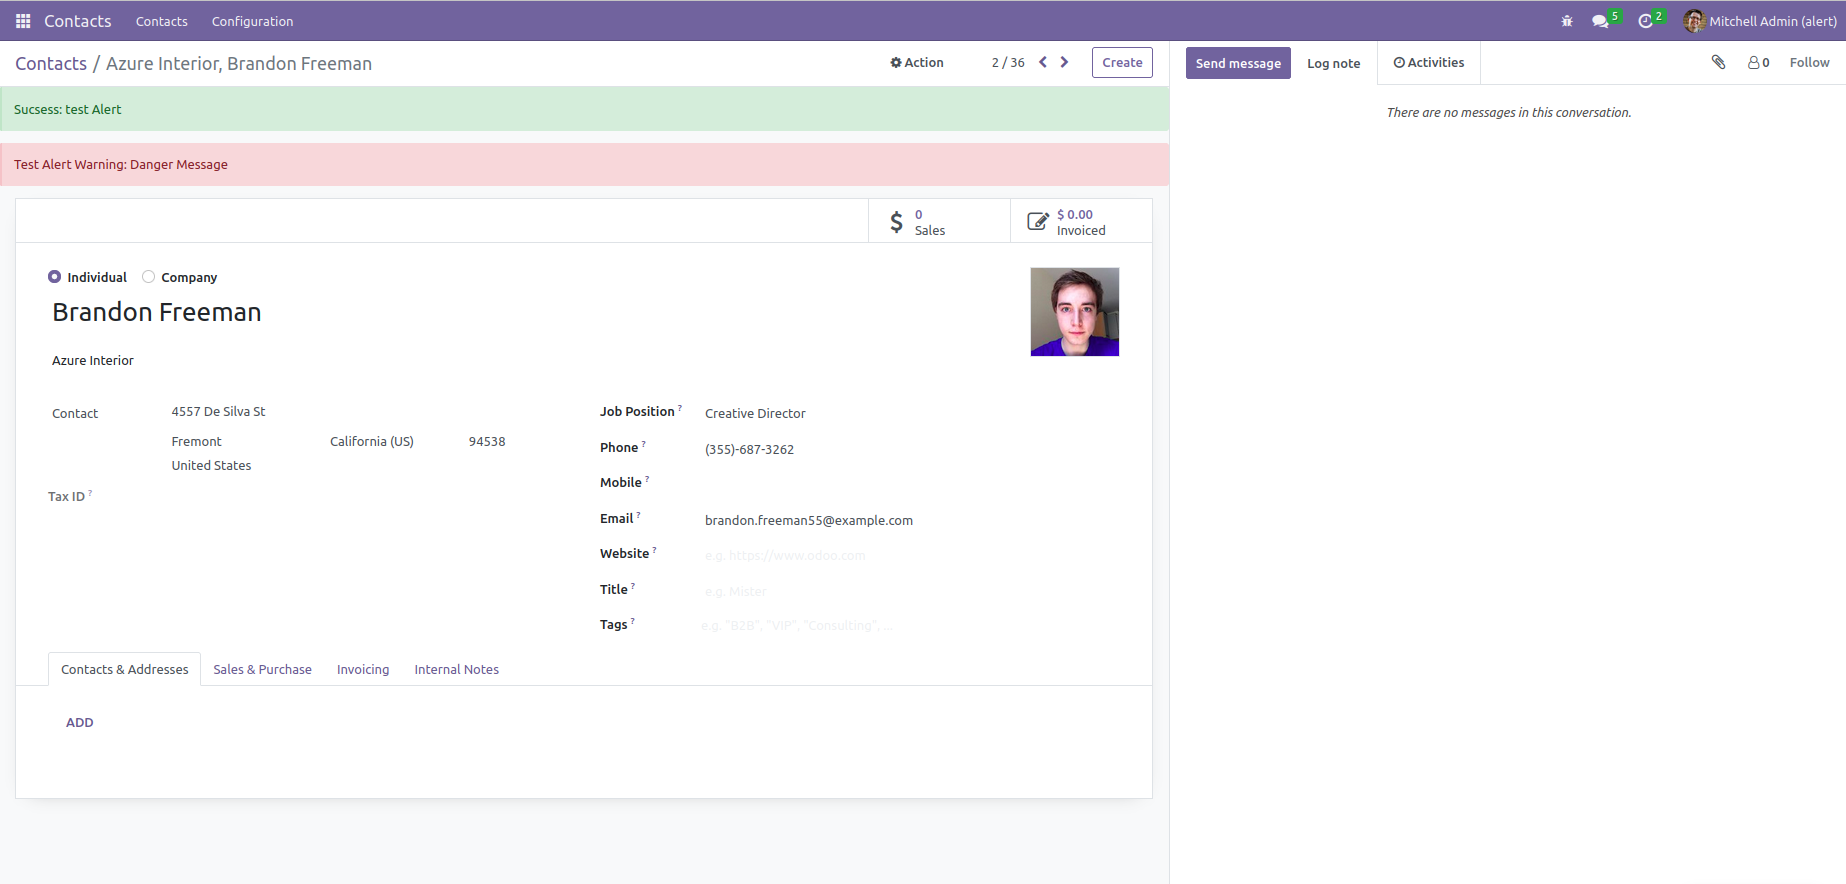 Contacts Contacts Configuration 5 2 Mitchell Admin (alert)
Contacts / Azure Interior, Brandon Freeman Action 2 / 36 Create Send message Log note Activities 0 Follow
Sucsess: test Alert
There are no messages in this conversation.
Test Alert Warning: Danger Message
0
Sales
$ 0.00
Invoiced
Individual Company
Brandon Freeman
Azure Interior
Contact 4557 De Silva St
Fremont California (US) 94538
United States
Tax ID ?
Job Position ? Creative Director
Phone ? (355)-687-3262
Mobile ?
Email ? brandon.freeman55@example.com
Website ? e.g. https://www.odoo.com
Title ? e.g. Mister
Tags ? e.g. "B2B", "VIP", "Consulting", ...
Contacts & Addresses Sales & Purchase Invoicing Internal Notes
ADD